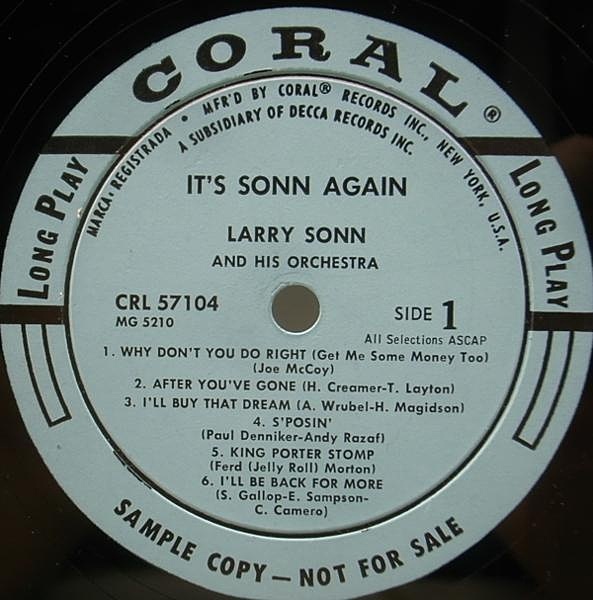 CORAL®
MARCA REGISTRADA • MFR'D BY CORAL® RECORDS INC., NEW YORK, U.S.A.
A SUBSIDIARY OF DECCA RECORDS INC.
LONG PLAY
LONG PLAY
IT'S SONN AGAIN
LARRY SONN
AND HIS ORCHESTRA
CRL 57104
MG 5210
SIDE 1
All Selections ASCAP
1. WHY DON'T YOU DO RIGHT (Get Me Some Money Too)
(Joe McCoy)
2. AFTER YOU'VE GONE (H. Creamer-T. Layton)
3. I'LL BUY THAT DREAM (A. Wrubel-H. Magidson)
4. S'POSIN'
(Paul Denniker-Andy Razaf)
5. KING PORTER STOMP
(Ferd (Jelly Roll) Morton)
6. I'LL BE BACK FOR MORE
(S. Gallop-E. Sampson-
C. Camero)
SAMPLE COPY — NOT FOR SALE